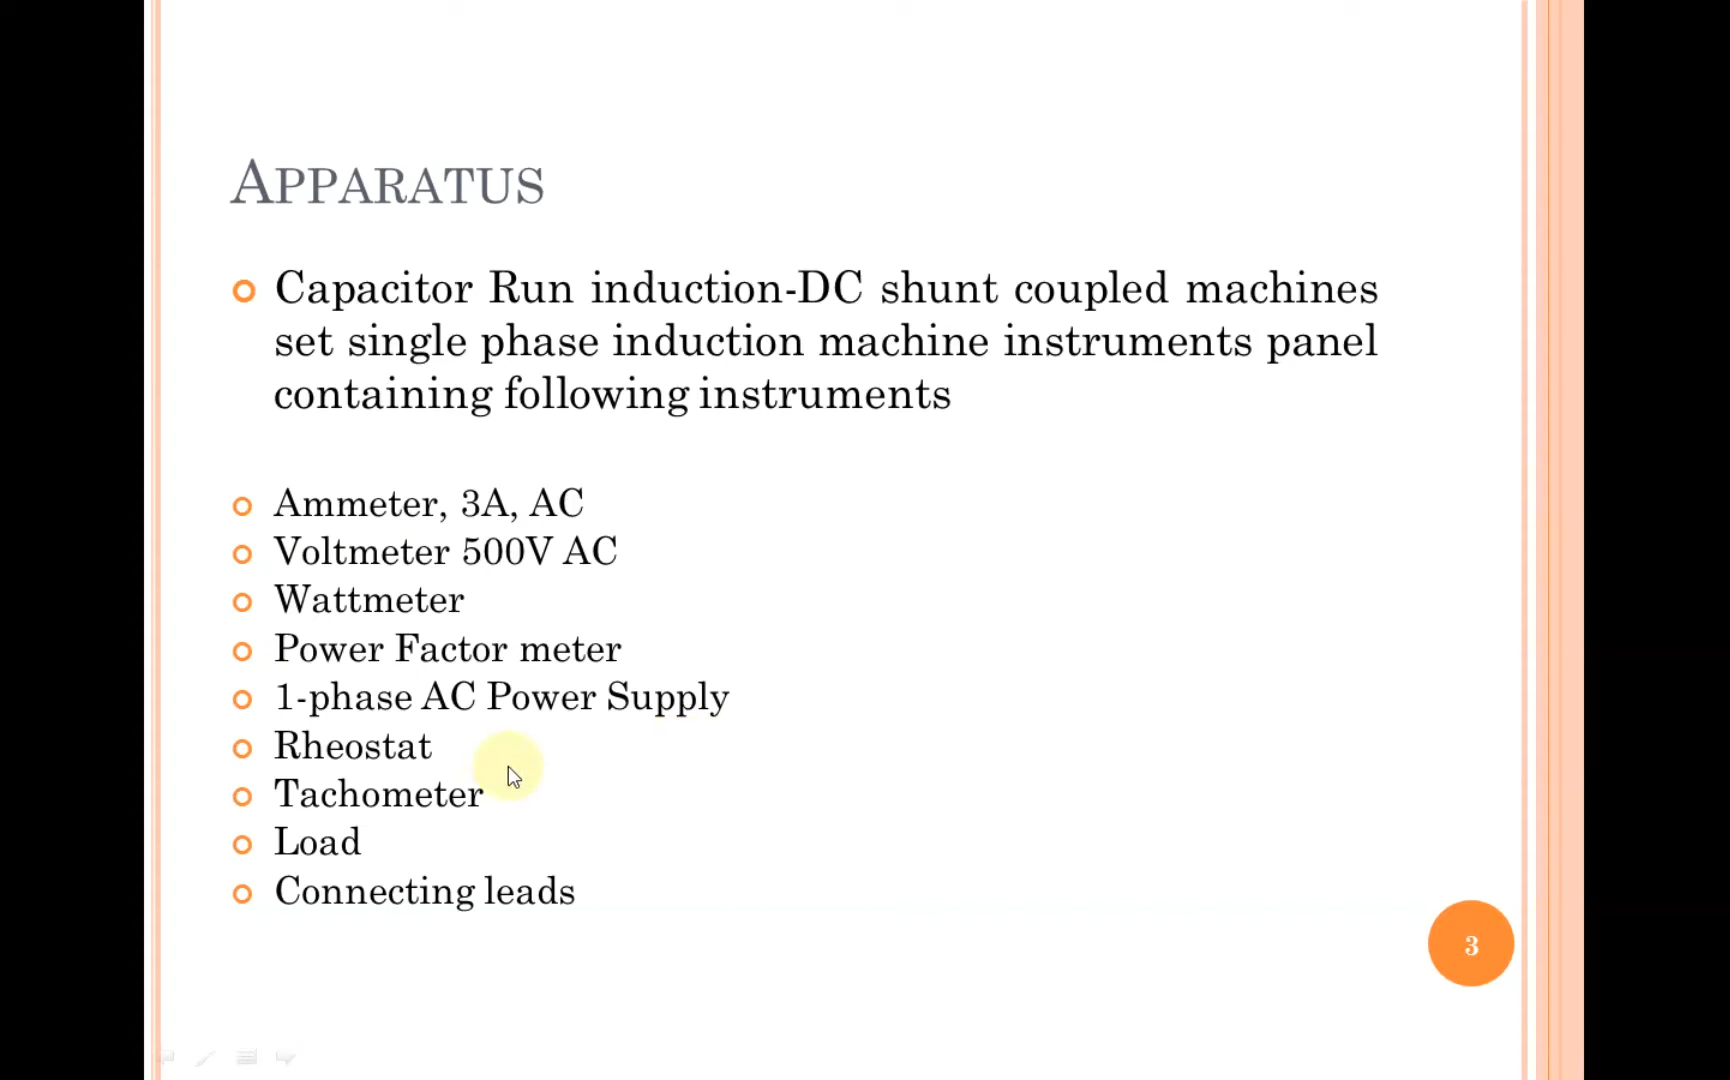 APPARATUS
Capacitor Run induction-DC shunt coupled machines
set single phase induction machine instruments panel
containing following instruments
Ammeter, 3A, AC
Voltmeter 500V AC
Wattmeter
Power Factor meter
1-phase AC Power Supply
Rheostat
Tachometer
Load
Connecting leads
3